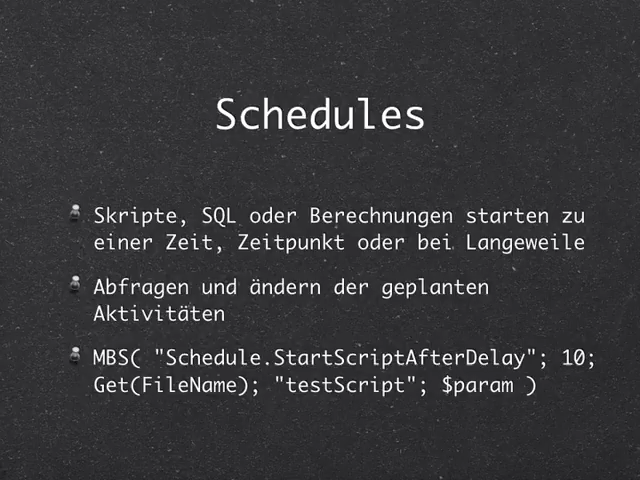 Schedules
Skripte, SQL oder Berechnungen starten zu
einer Zeit, Zeitpunkt oder bei Langeweile
Abfragen und ändern der geplanten
Aktivitäten
MBS( "Schedule.StartScriptAfterDelay"; 10;
Get(FileName); "testScript"; $param )